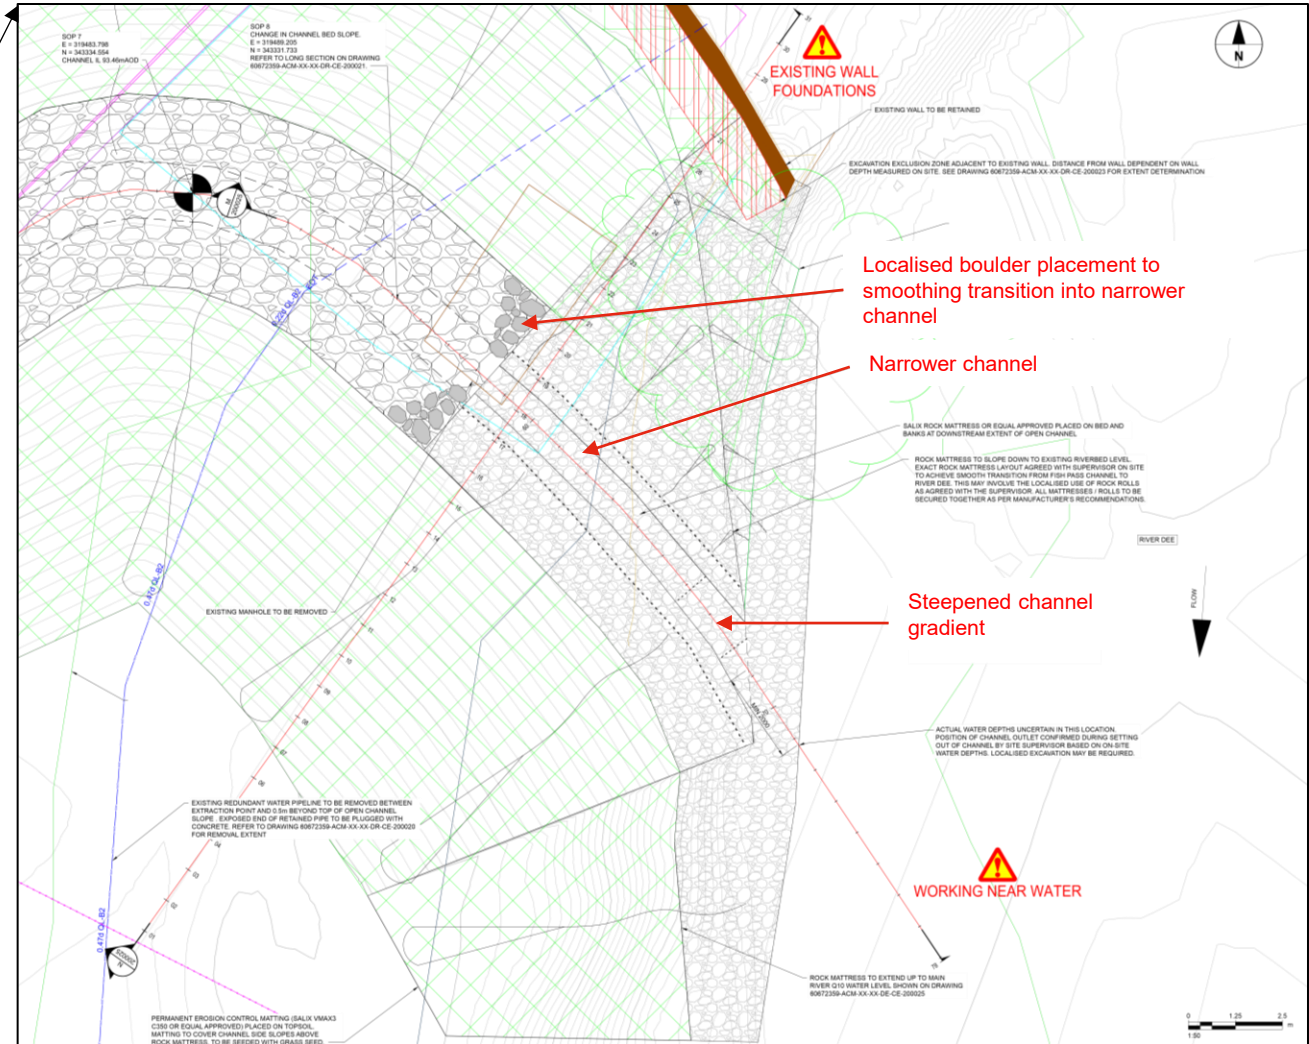 SOP 7
E = 319483.798
N = 343334.554
CHANNEL IL 93.46mAOD
SOP 8
CHANGE IN CHANNEL BED SLOPE.
E = 319489.205
N = 343331.733
REFER TO LONG SECTION ON DRAWING
60672359-ACM-XX-XX-DR-CE-200021.
EXISTING WALL
FOUNDATIONS
N
EXISTING WALL TO BE RETAINED
EXCAVATION EXCLUSION ZONE ADJACENT TO EXISTING WALL. DISTANCE FROM WALL DEPENDENT ON WALL
DEPTH MEASURED ON SITE. SEE DRAWING 60672359-ACM-XX-XX-DR-CE-200023 FOR EXTENT DETERMINATION
Localised boulder placement to
smoothing transition into narrower
channel
Narrower channel
SALIX ROCK MATTRESS OR EQUAL APPROVED PLACED ON BED AND
BANKS AT DOWNSTREAM EXTENT OF OPEN CHANNEL
ROCK MATTRESS TO SLOPE DOWN TO EXISTING RIVERBED LEVEL.
EXACT ROCK MATTRESS LAYOUT AGREED WITH SUPERVISOR ON SITE
TO ACHIEVE SMOOTH TRANSITION FROM FISH PASS CHANNEL TO
RIVER DEE. THIS MAY INVOLVE THE LOCALISED USE OF ROCK ROLLS
AS AGREED WITH THE SUPERVISOR. ALL MATTRESSES / ROLLS TO BE
SECURED TOGETHER AS PER MANUFACTURER'S RECOMMENDATIONS.
RIVER DEE
FLOW
Steepened channel
gradient
EXISTING MANHOLE TO BE REMOVED
0.47d QL-B2
MIN 2000
ACTUAL WATER DEPTHS UNCERTAIN IN THIS LOCATION.
POSITION OF CHANNEL OUTLET CONFIRMED DURING SETTING
OUT OF CHANNEL BY SITE SUPERVISOR BASED ON ON-SITE
WATER DEPTHS. LOCALISED EXCAVATION MAY BE REQUIRED.
EXISTING REDUNDANT WATER PIPELINE TO BE REMOVED BETWEEN
EXTRACTION POINT AND 0.5m BEYOND TOP OF OPEN CHANNEL
SLOPE . EXPOSED END OF RETAINED PIPE TO BE PLUGGED WITH
CONCRETE. REFER TO DRAWING 60672359-ACM-XX-XX-DR-CE-200020
FOR REMOVAL EXTENT
WORKING NEAR WATER
0.47d QL-B2
N
200025
ROCK MATTRESS TO EXTEND UP TO MAIN
RIVER Q10 WATER LEVEL SHOWN ON DRAWING
60672359-ACM-XX-XX-DE-CE-200025
PERMANENT EROSION CONTROL MATTING (SALIX VMAX3
C350 OR EQUAL APPROVED) PLACED ON TOPSOIL.
MATTING TO COVER CHANNEL SIDE SLOPES ABOVE
ROCK MATTRESS. TO BE SEEDED WITH GRASS SEED.
0 1.25 2.5
m
1:50